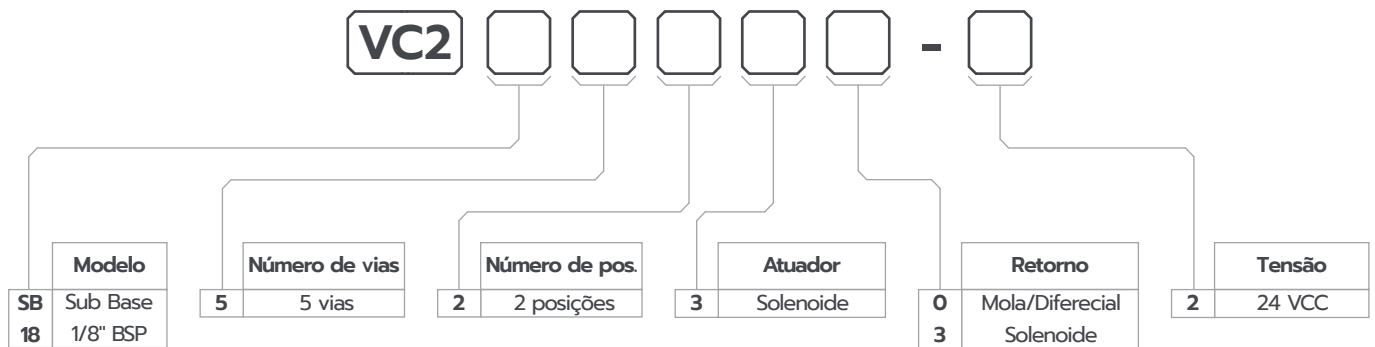 VC2 -
Modelo
SB Sub Base
18 1/8" BSP
Número de vias
5 5 vias
Número de pos.
2 2 posições
Atuador
3 Solenoide
Retorno
0 Mola/Diferecial
3 Solenoide
Tensão
2 24 VCC